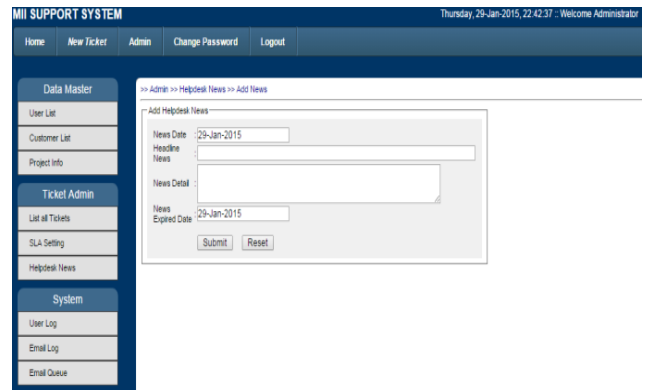 MII SUPPORT SYSTEM
Thursday, 29-Jan-2015, 22:42:37 :: Welcome Administrator
Home New Ticket Admin Change Password Logout
Data Master
User List
Customer List
Project Info
Ticket Admin
List all Tickets
SLA Setting
Helpdesk News
System
User Log
Email Log
Email Queue
>> Admin >> Helpdesk News >> Add News
Add Helpdesk News
News Date : 29-Jan-2015
Headline
News :
News Detail :
News
Expired Date : 29-Jan-2015
Submit Reset